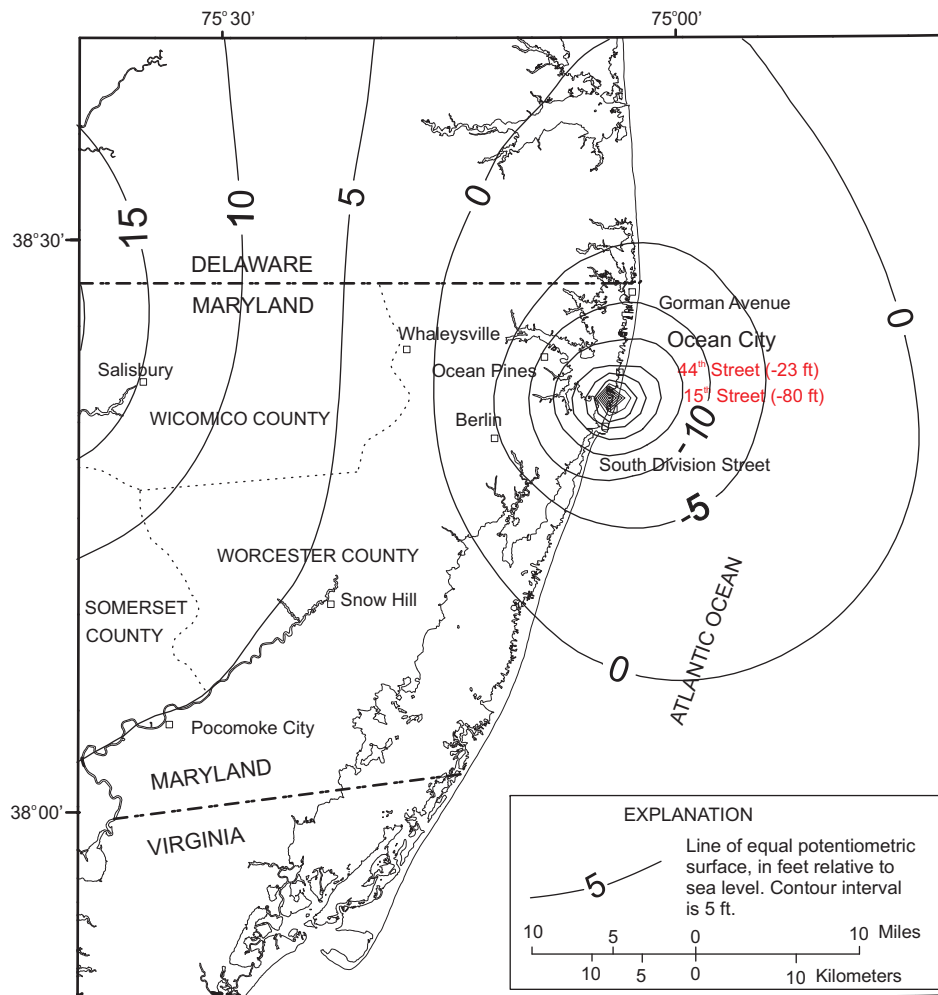 75°30'
75°00'
0
5
10
15
38°30'
DELAWARE
MARYLAND
Gorman Avenue
0
Whaleysville
Ocean City
Salisbury
Ocean Pines
44th Street (-23 ft)
15th Street (-80 ft)
WICOMICO COUNTY
Berlin
-10
South Division Street
-5
WORCESTER COUNTY
SOMERSET
COUNTY
Snow Hill
0
ATLANTIC OCEAN
Pocomoke City
MARYLAND
38°00'
VIRGINIA
EXPLANATION
5
Line of equal potentiometric
surface, in feet relative to
sea level. Contour interval
is 5 ft.
10 5 0 10 Miles
10 5 0 10 Kilometers